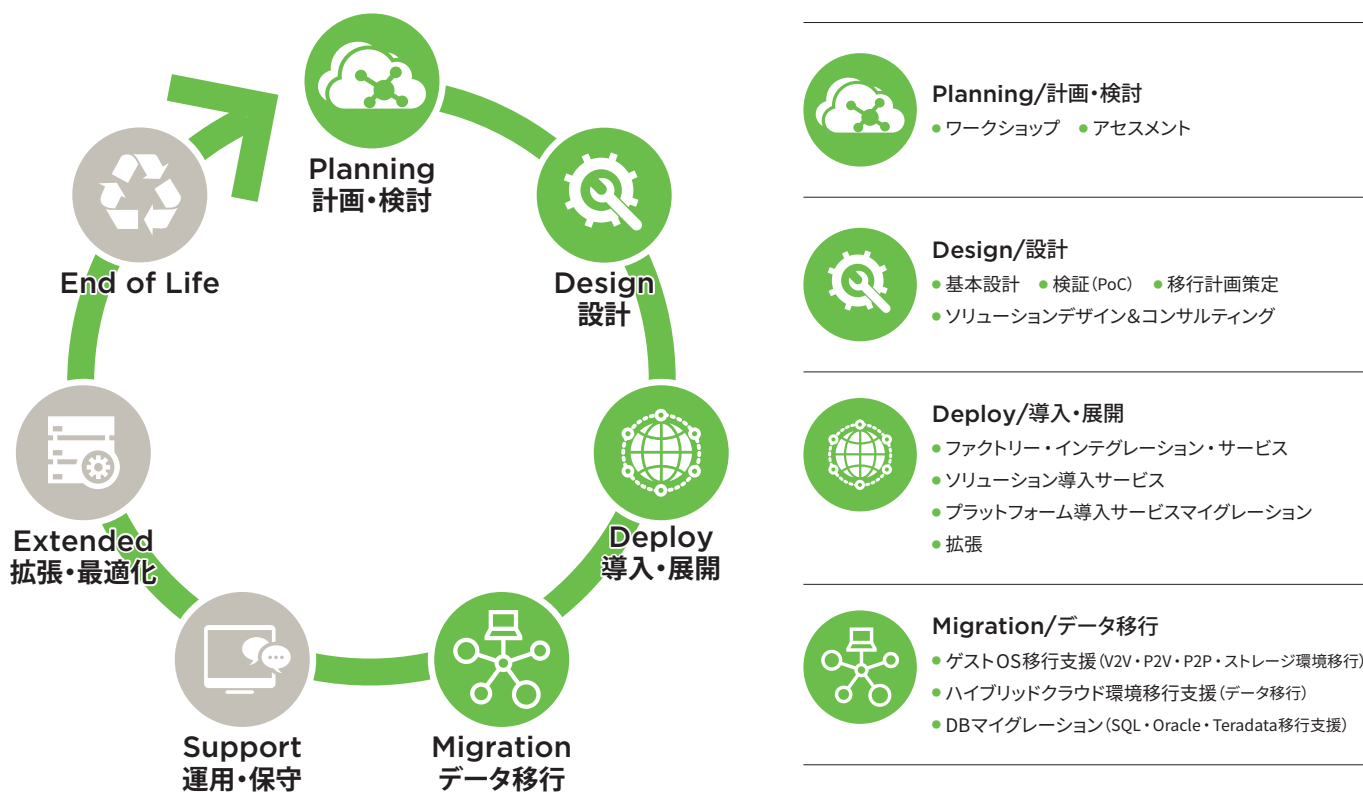 Planning
計画・検討
Design
設計
Deploy
導入・展開
Migration
データ移行
Support
運用・保守
Extended
拡張・最適化
End of Life
Planning/計画・検討
● ワークショップ ● アセスメント
Design/設計
● 基本設計 ● 検証(PoC) ● 移行計画策定
● ソリューションデザイン&コンサルティング
Deploy/導入・展開
● ファクトリー・インテグレーション・サービス
● ソリューション導入サービス
● プラットフォーム導入サービスマイグレーション
● 拡張
Migration/データ移行
● ゲストOS移行支援(V2V・P2V・P2P・ストレージ環境移行)
● ハイブリッドクラウド環境移行支援(データ移行)
● DBマイグレーション(SQL・Oracle・Teradata移行支援)